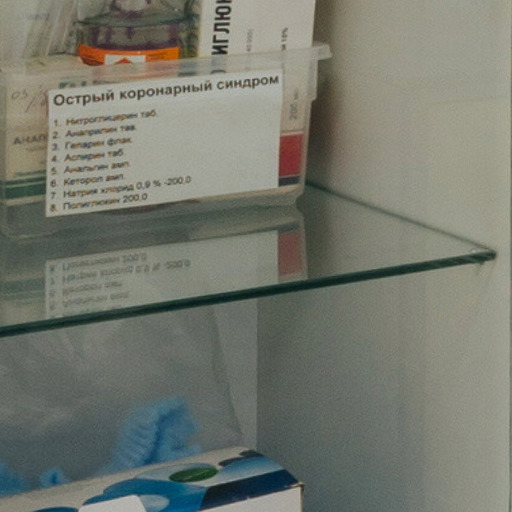 Острый коронарный синдром
1. Нитроглицерин таб.
2. Анаприлин таб.
3. Гепарин флак.
4. Аспирин таб.
5. Анальгин амп.
6. Кеторол амп.
7. Натрия хлорид 0,9 % -200,0
8. Полиглюкин 200,0